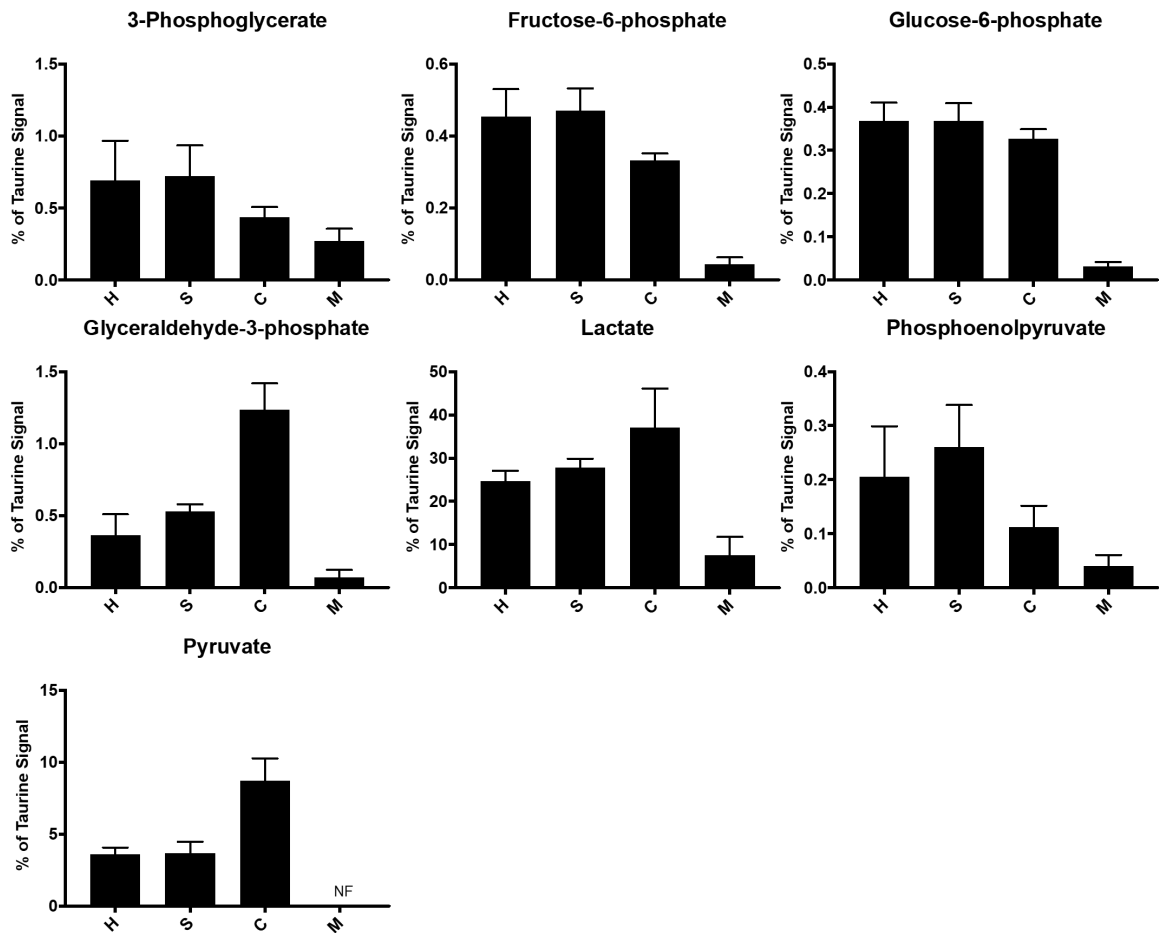 3-Phosphoglycerate
% of Taurine Signal
1.5
1.0
0.5
0.0
H
S
C
M
Fructose-6-phosphate
% of Taurine Signal
0.6
0.4
0.2
0.0
H
S
C
M
Glucose-6-phosphate
% of Taurine Signal
0.5
0.4
0.3
0.2
0.1
0.0
H
S
C
M
Glyceraldehyde-3-phosphate
% of Taurine Signal
1.5
1.0
0.5
0.0
H
S
C
M
Lactate
% of Taurine Signal
50
40
30
20
10
0
H
S
C
M
Phosphoenolpyruvate
% of Taurine Signal
0.4
0.3
0.2
0.1
0.0
H
S
C
M
Pyruvate
% of Taurine Signal
15
10
5
0
NF
H
S
C
M